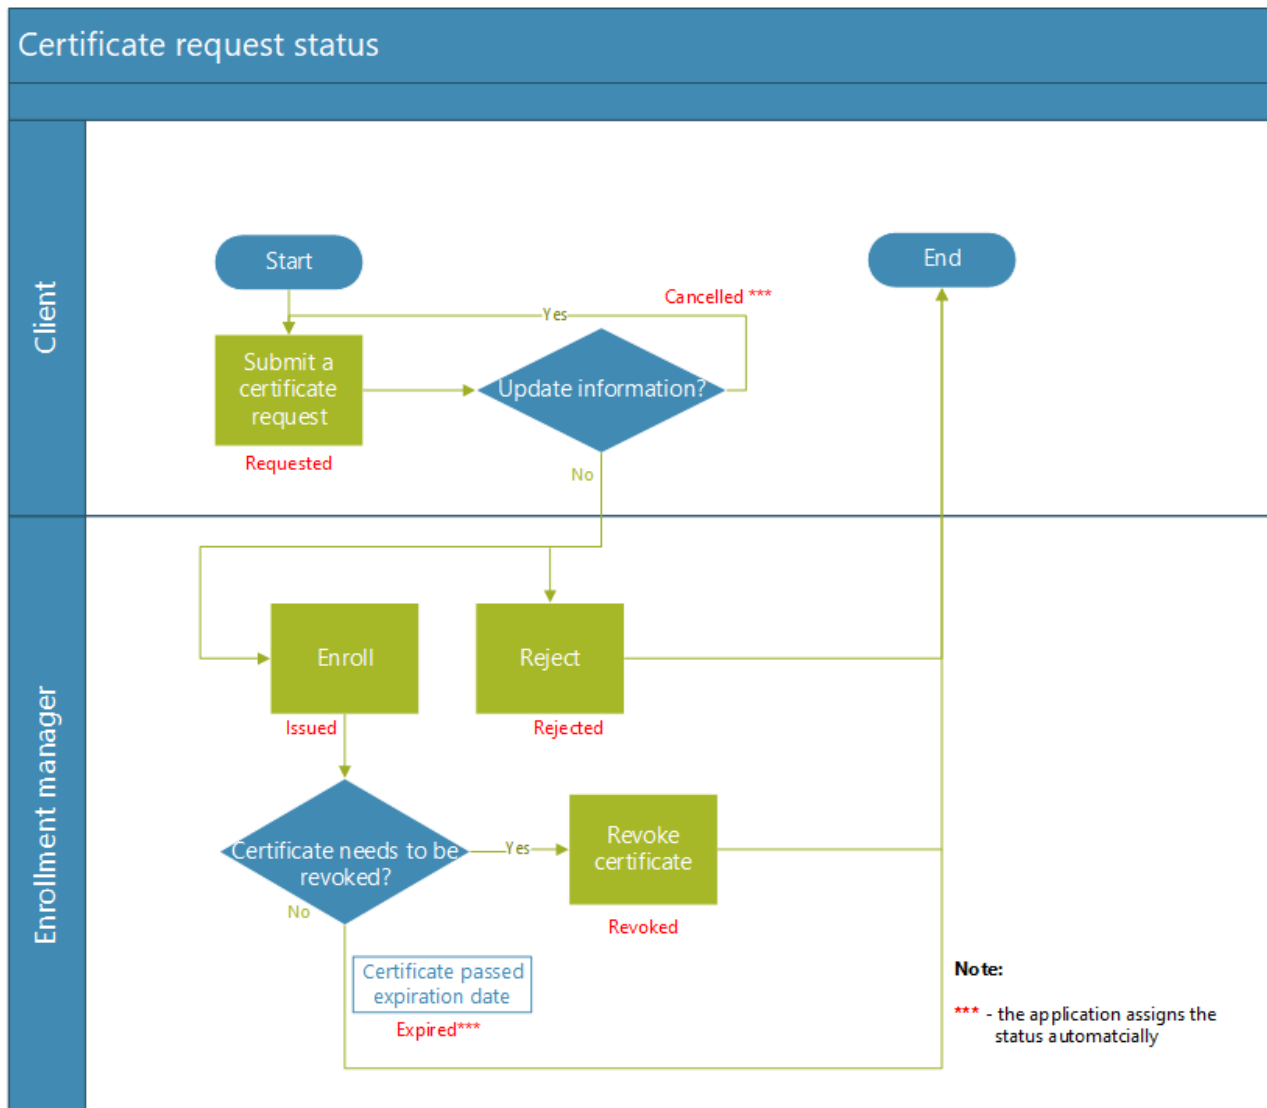 Certificate request status
Client
Start
End
Cancelled ***
Yes
Submit a
certificate
request
Update information?
Requested
No
Enrollment manager
Enroll
Reject
Issued
Rejected
Certificate needs to be
revoked?
Yes
Revoke
certificate
No
Revoked
Certificate passed
expiration date
Expired***
Note:
*** - the application assigns the
status automatcially